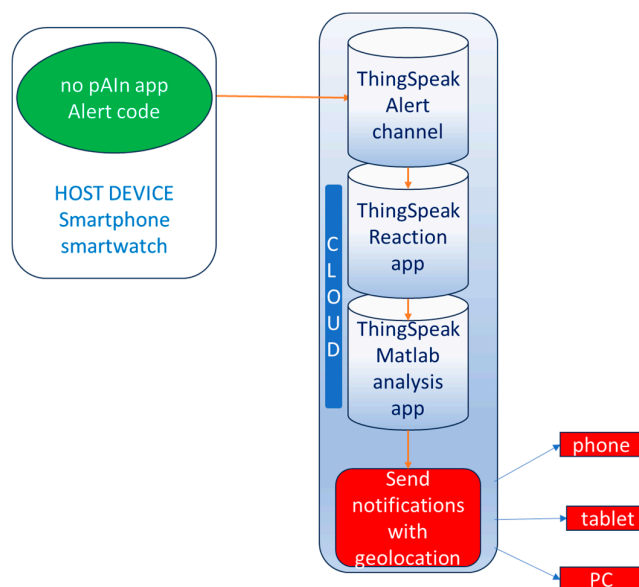 no pAIn app
Alert code
HOST DEVICE
Smartphone
smartwatch
ThingSpeak
Alert
channel
ThingSpeak
Reaction
app
CLOUD
ThingSpeak
Matlab
analysis
app
Send
notifications
with
geolocation
phone
tablet
PC